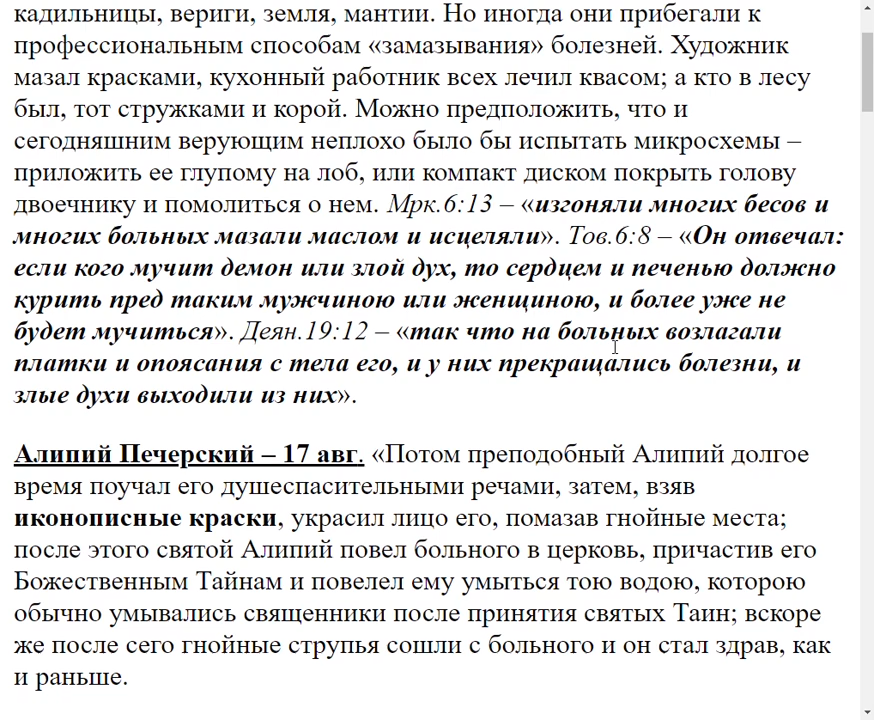 кадильницы, вериги, земля, мантии. Но иногда они прибегали к
профессиональным способам «замазывания» болезней. Художник
мазал красками, кухонный работник всех лечил квасом; а кто в лесу
был, тот стружками и корой. Можно предположить, что и
сегодняшним верующим неплохо было бы испытать микросхемы –
приложить ее глупому на лоб, или компакт диском покрыть голову
двоечнику и помолиться о нем. Мрк.6:13 – «изгоняли многих бесов и
многих больных мазали маслом и исцеляли». Тов.6:8 – «Он отвечал:
если кого мучит демон или злой дух, то сердцем и печенью должно
курить пред таким мужчиною или женщиною, и более уже не
будет мучиться». Деян.19:12 – «так что на больных возлагали
платки и опоясания с тела его, и у них прекращались болезни, и
злые духи выходили из них».
Алипий Печерский – 17 авг. «Потом преподобный Алипий долгое
время поучал его душеспасительными речами, затем, взяв
иконописные краски, украсил лицо его, помазав гнойные места;
после этого святой Алипий повел больного в церковь, причастив его
Божественным Тайнам и повелел ему умыться тою водою, которою
обычно умывались священники после принятия святых Таин; вскоре
же после сего гнойные струпья сошли с больного и он стал здрав, как
и раньше.